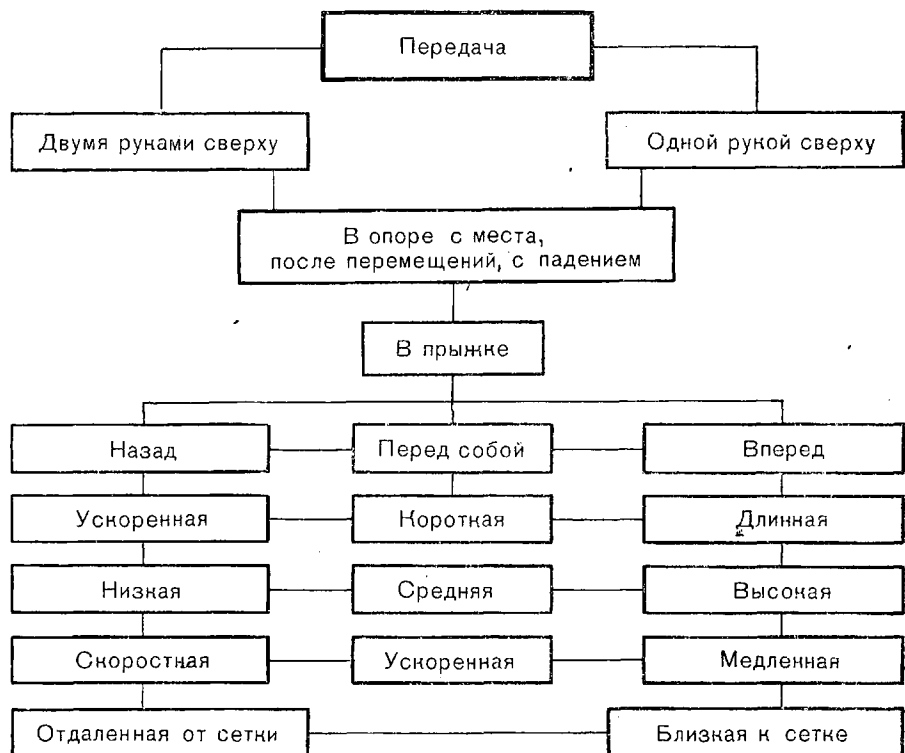 Передача
Двумя руками сверху
Одной рукой сверху
В опоре с места,
после перемещений, с падением
В прыжке
Назад
Перед собой
Вперед
Ускоренная
Короткая
Длинная
Низкая
Средняя
Высокая
Скоростная
Ускоренная
Медленная
Отдаленная от сетки
Близкая к сетке